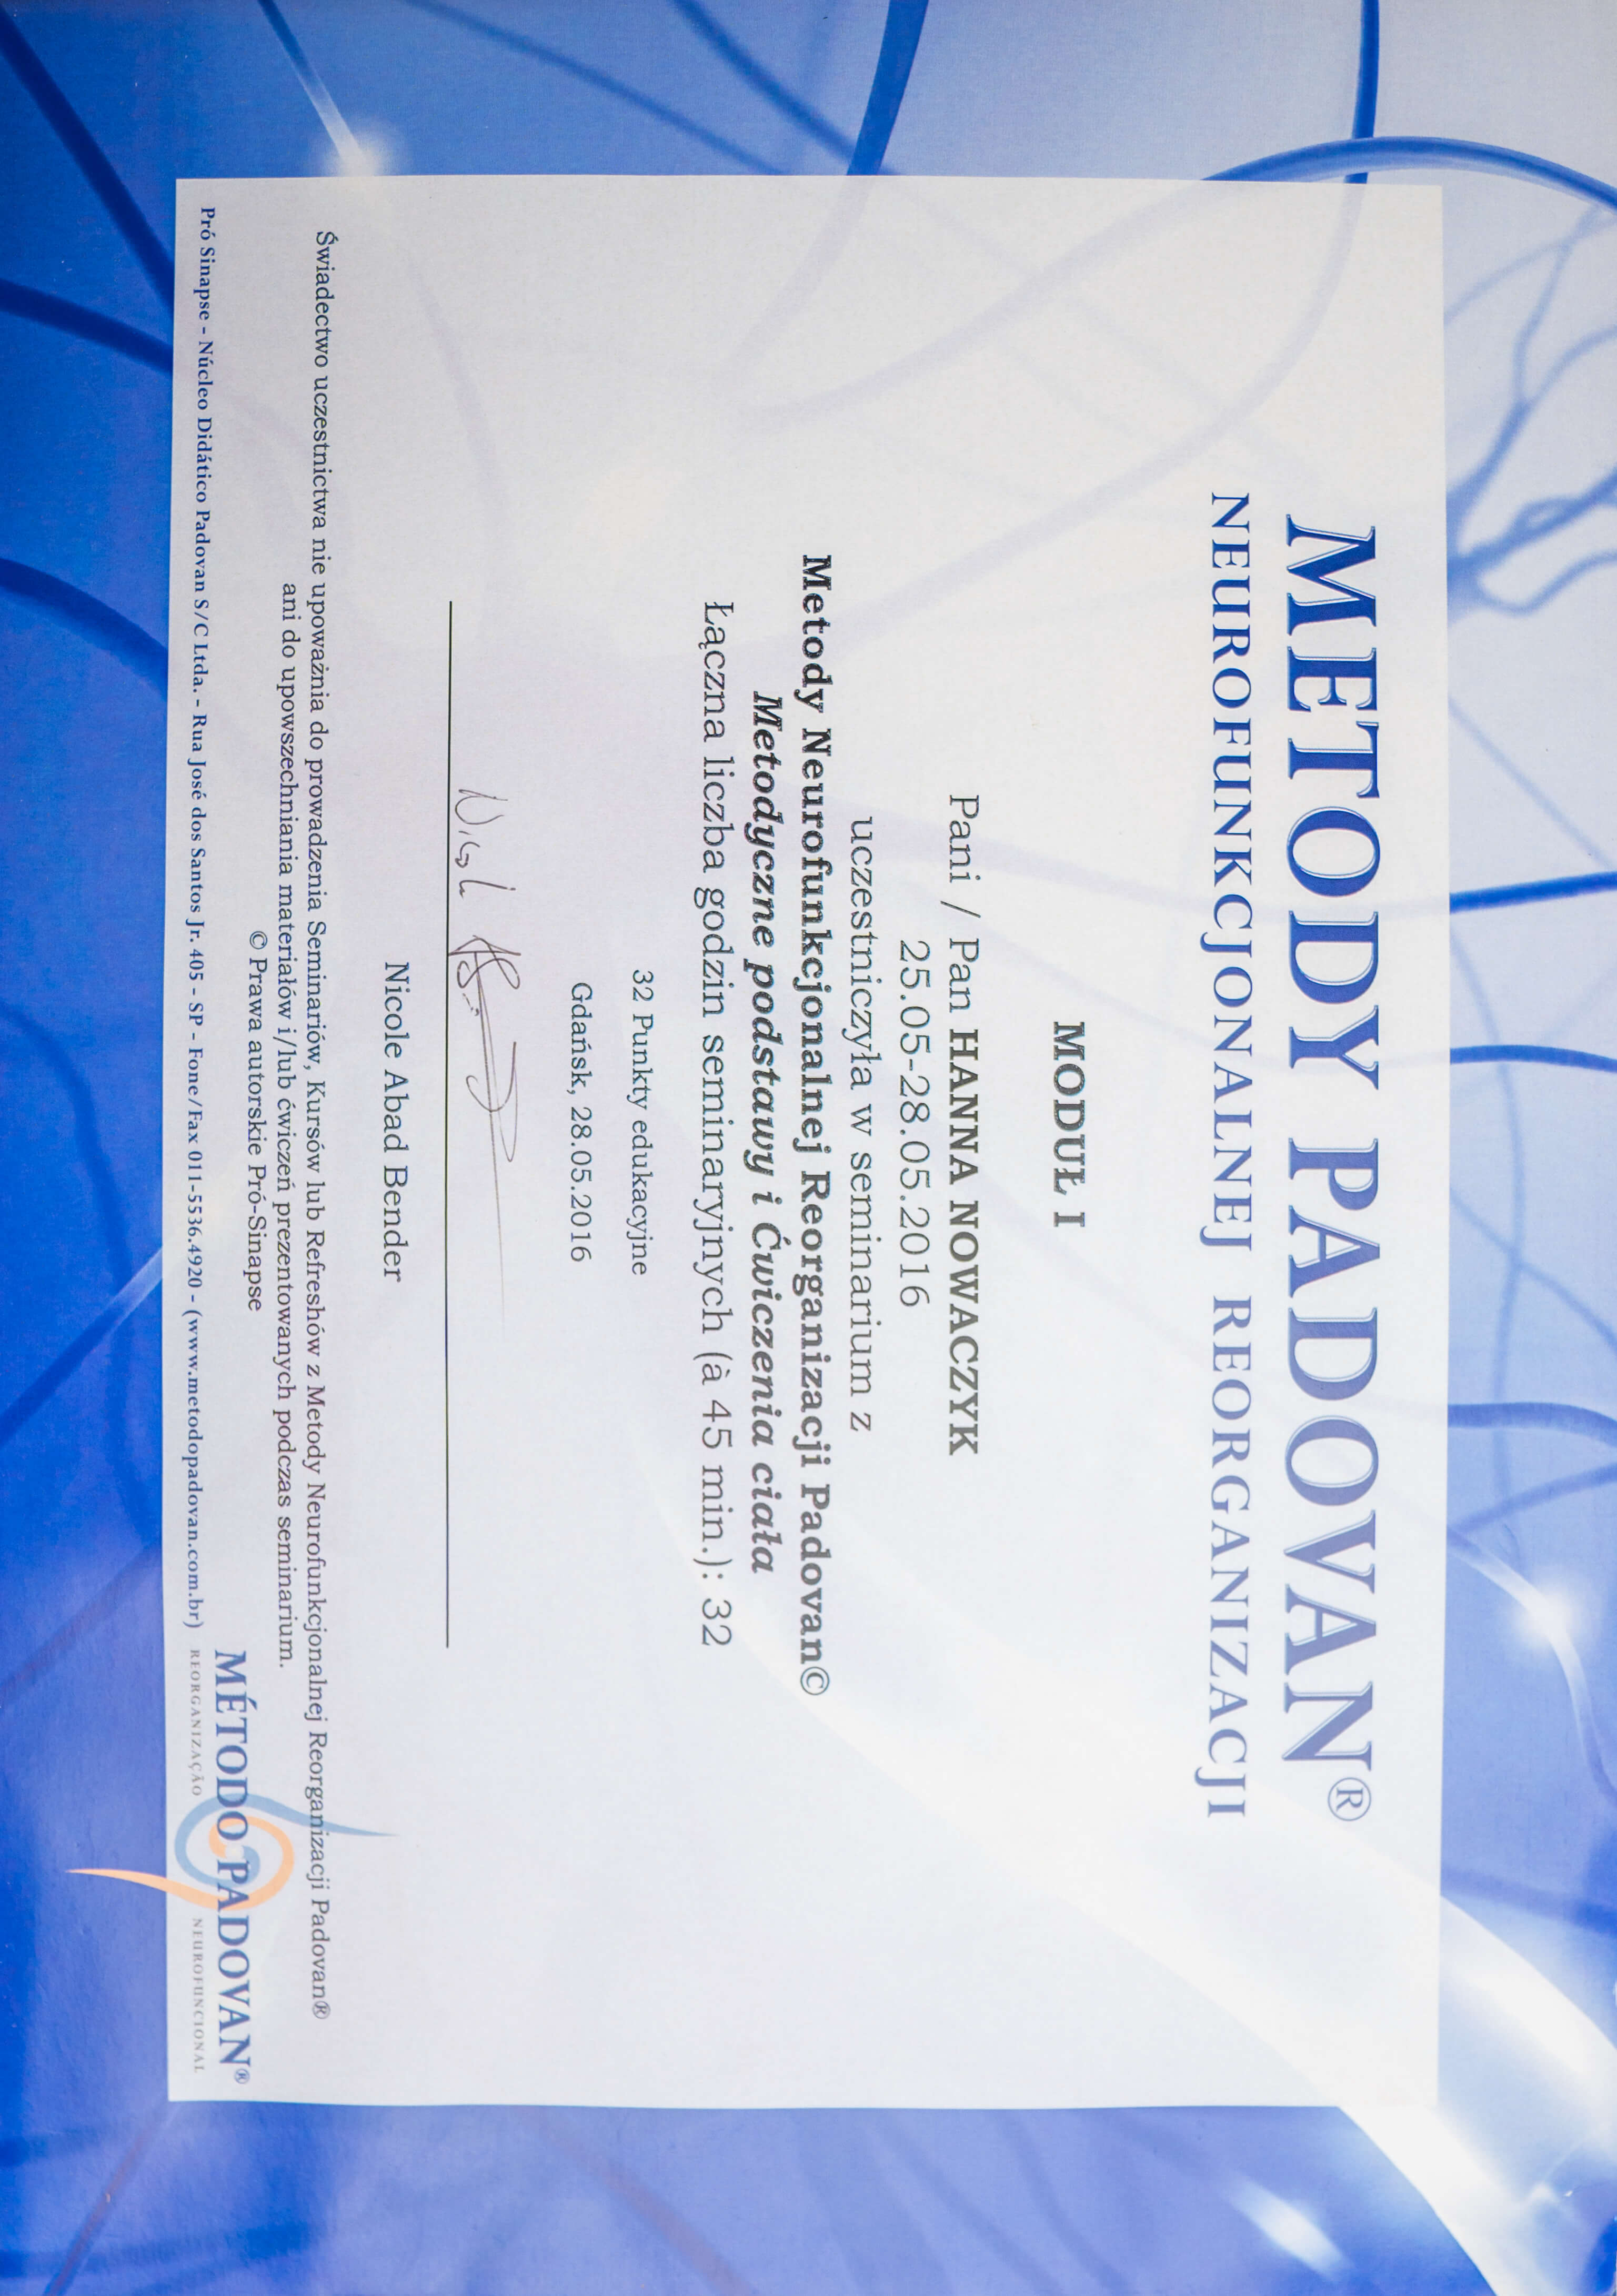 METODY PADOVAN®
NEUROFUNKCJONALNEJ REORGANIZACJI
MODUŁ I
Pani / Pan HANNA NOWACZYK
25.05-28.05.2016
uczestniczyła w seminarium z
Metody Neurofunkcjonalnej Reorganizacji Padovan©
Metodyczne podstawy i Ćwiczenia ciała
Łączna liczba godzin seminaryjnych (à 45 min.): 32
32 Punkty edukacyjne
Gdańsk, 28.05.2016
Nicole Abad Bender
Świadectwo uczestnictwa nie upoważnia do prowadzenia Seminariów, Kursów lub Refreshów z Metody Neurofunkcjonalnej Reorganizacji Padovan®
ani do upowszechniania materiałów i/lub ćwiczeń prezentowanych podczas seminarium.
© Prawa autorskie Pró-Sinapse
Pró Sinapse - Núcleo Didático Padovan S/C Ltda. - Rua José dos Santos Jr. 405 - SP - Fone/Fax 011-5536.4920 - (www.metodopadovan.com.br)
MÉTODO PADOVAN®
REORGANIZAÇÃO NEUROFUNCIONAL